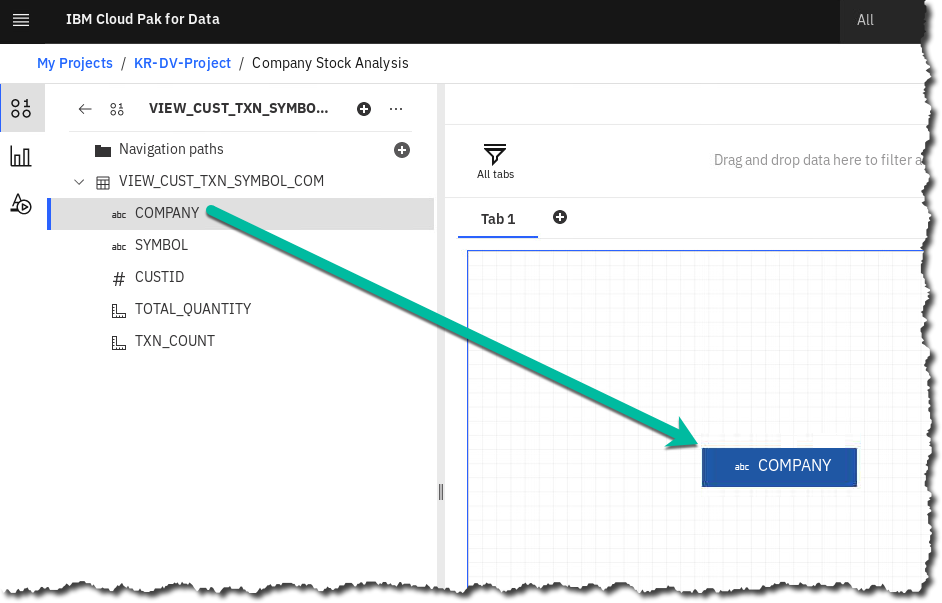 IBM Cloud Pak for Data
All
My Projects / KR-DV-Project / Company Stock Analysis
VIEW_CUST_TXN_SYMBO...
Navigation paths
VIEW_CUST_TXN_SYMBOL_COM
abc COMPANY
abc SYMBOL
# CUSTID
TOTAL_QUANTITY
TXN_COUNT
All tabs
Drag and drop data here to filter a
Tab 1
abc COMPANY